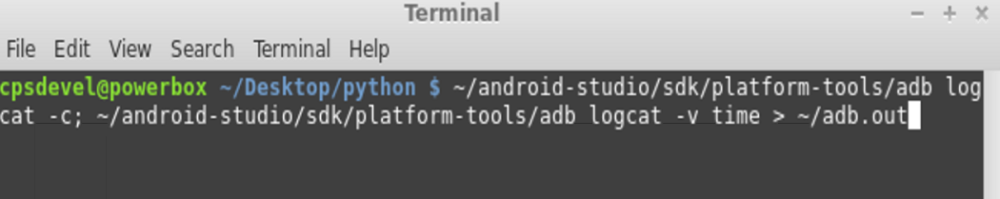 Terminal
File Edit View Search Terminal Help
cpsdevel@powerbox ~/Desktop/python $ ~/android-studio/sdk/platform-tools/adb log
cat -c; ~/android-studio/sdk/platform-tools/adb logcat -v time > ~/adb.out